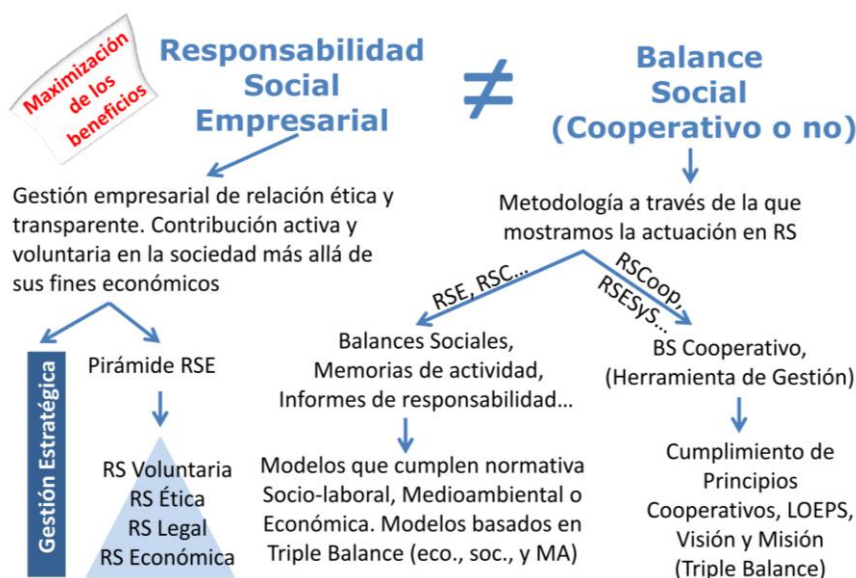 Maximización
de los
beneficios
Responsabilidad
Social
Empresarial
≠
Balance
Social
(Cooperativo o no)
Gestión empresarial de relación ética y
transparente. Contribución activa y
voluntaria en la sociedad más allá de
sus fines económicos
Metodología a través de la que
mostramos la actuación en RS
RSE, RSC...
RSCoop,
RSESyS...
Gestión Estratégica
Pirámide RSE
RS Voluntaria
RS Ética
RS Legal
RS Económica
Balances Sociales,
Memorias de actividad,
Informes de responsabilidad...
Modelos que cumplen normativa
Socio-laboral, Medioambiental o
Económica. Modelos basados en
Triple Balance (eco., soc., y MA)
BS Cooperativo,
(Herramienta de Gestión)
Cumplimiento de
Principios
Cooperativos, LOEPS,
Visión y Misión
(Triple Balance)